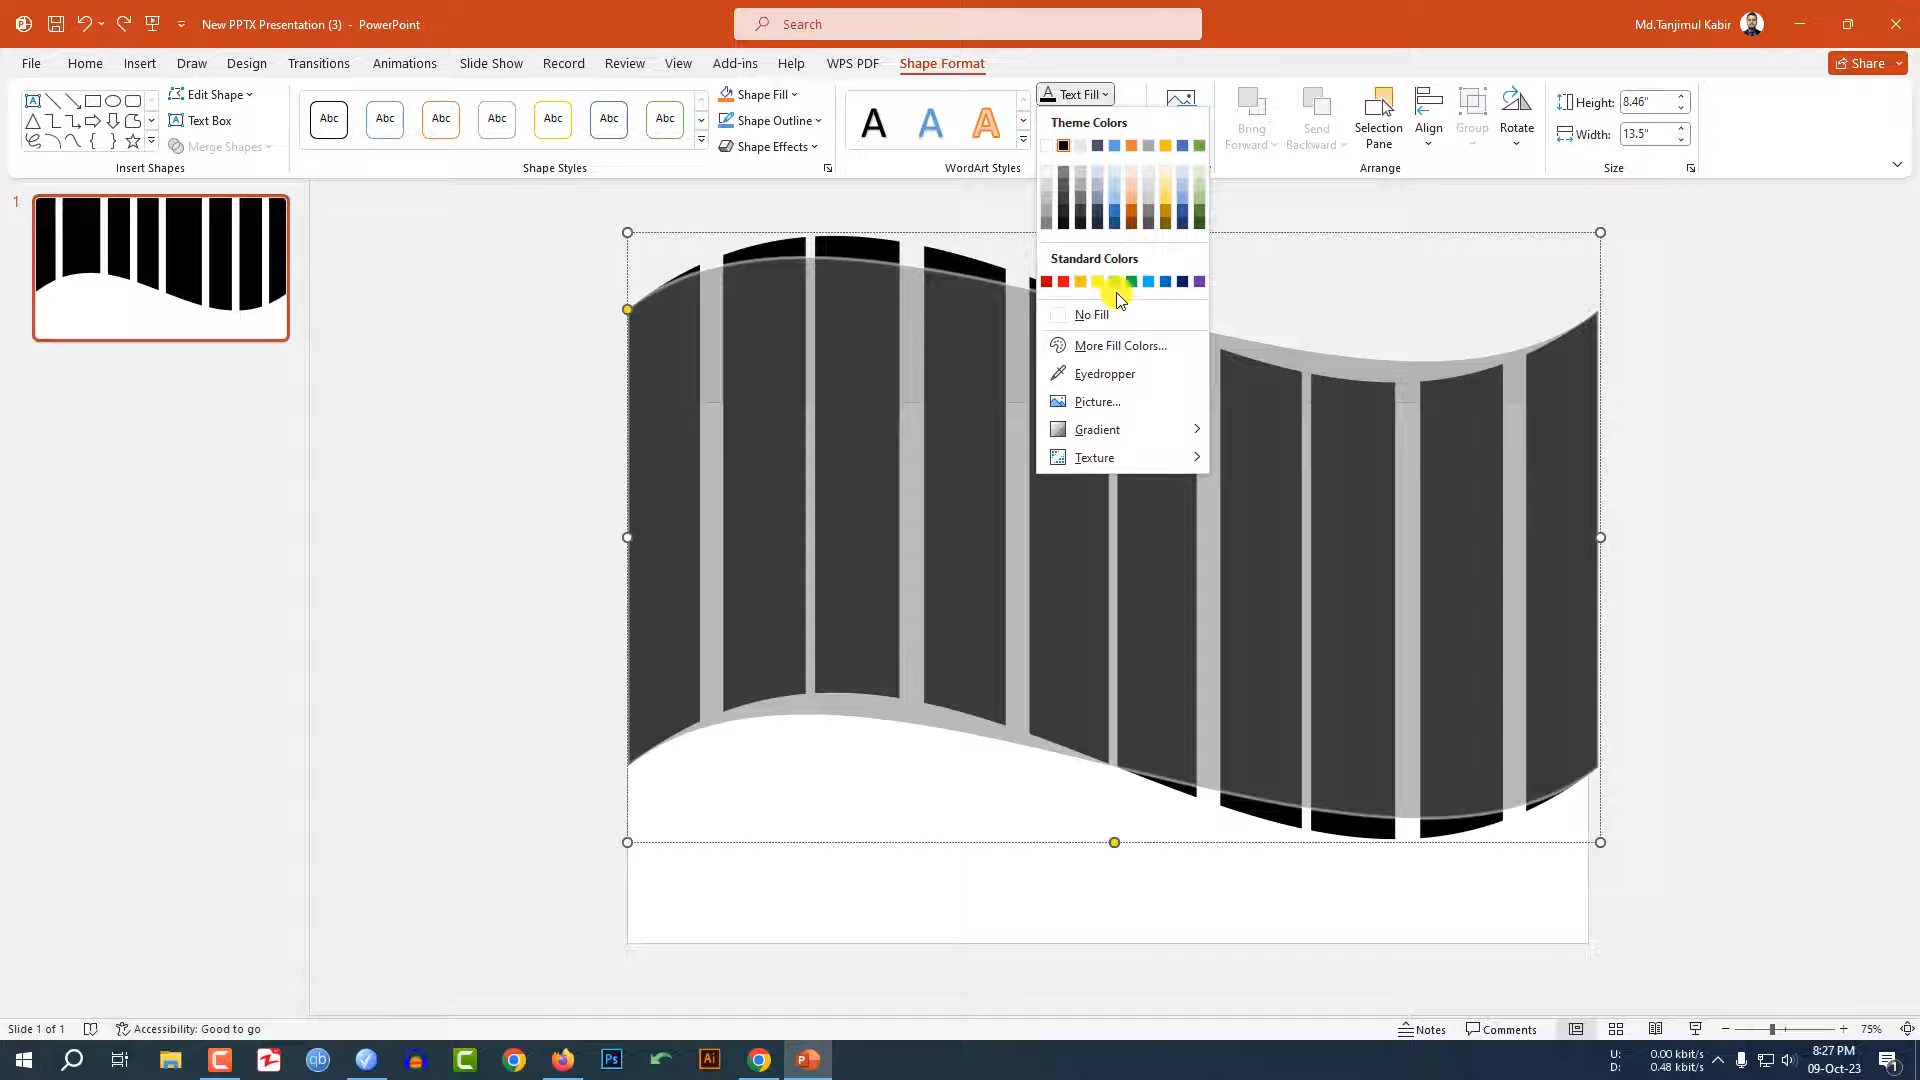 New PPTX Presentation (3) - PowerPoint
Search
Md.Tanjimul Kabir
File Home Insert Draw Design Transitions Animations Slide Show Record Review View Add-ins Help WPS PDF Shape Format
Share
Edit Shape
Text Box
Merge Shapes
Insert Shapes
Abc Abc Abc Abc Abc Abc Abc
Shape Fill
Shape Outline
Shape Effects
Shape Styles
A A A
WordArt Styles
A Text Fill
Theme Colors
Standard Colors
No Fill
More Fill Colors...
Eyedropper
Picture...
Gradient
Texture
Bring Forward
Send Backward
Selection Pane
Align
Group
Rotate
Arrange
Height: 8.46"
Width: 13.5"
Size
1
Slide 1 of 1
Accessibility: Good to go
Notes
Comments
75%
qb
Ps
Ai
P
U: 0.00 kbit/s
D: 0.48 kbit/s
8:27 PM
09-Oct-23
1